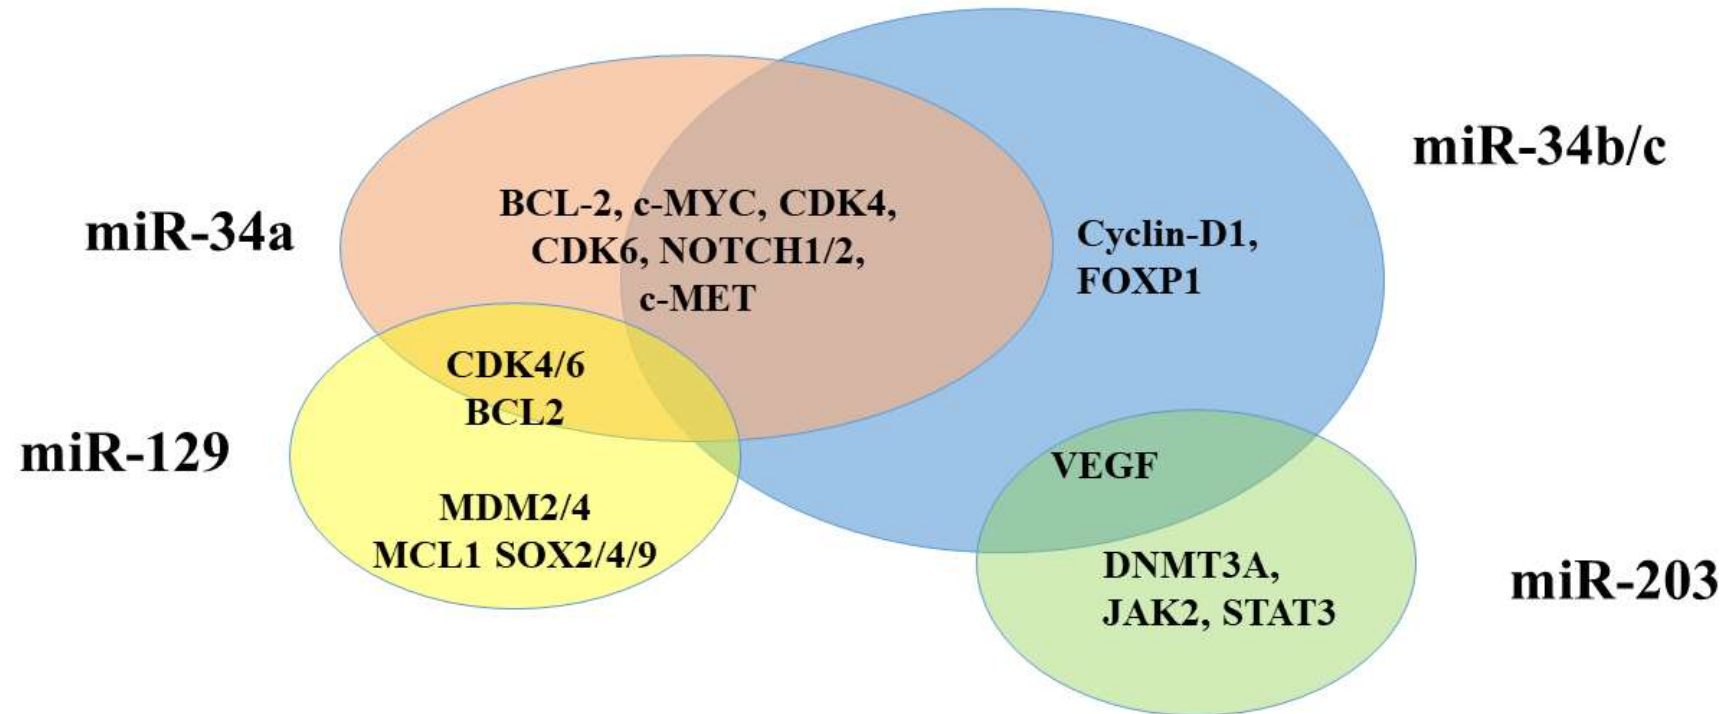 miR-34a
BCL-2, c-MYC, CDK4,
CDK6, NOTCH1/2,
c-MET
miR-34b/c
Cyclin-D1,
FOXP1
miR-129
CDK4/6
BCL2
MDM2/4
MCL1 SOX2/4/9
VEGF
DNMT3A,
JAK2, STAT3
miR-203